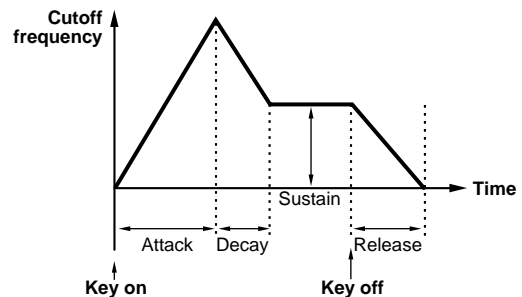 Cutoff
frequency
Time
Sustain
Attack
Decay
Release
Key on
Key off